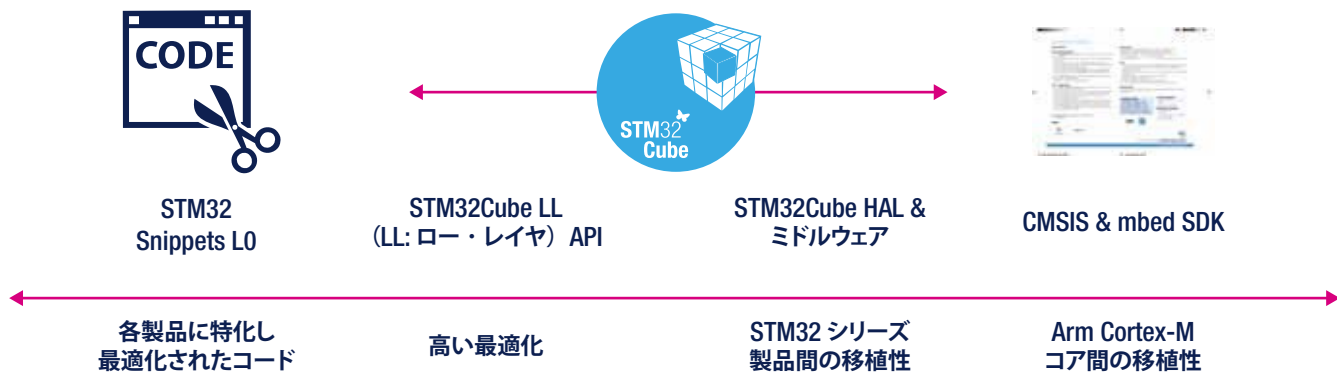 CODE
STM32
Cube
STM32
Snippets L0
STM32Cube LL
（LL: ロー・レイヤ）API
STM32Cube HAL &
ミドルウェア
CMSIS & mbed SDK
各製品に特化し
最適化されたコード
高い最適化
STM32 シリーズ
製品間の移植性
Arm Cortex-M
コア間の移植性